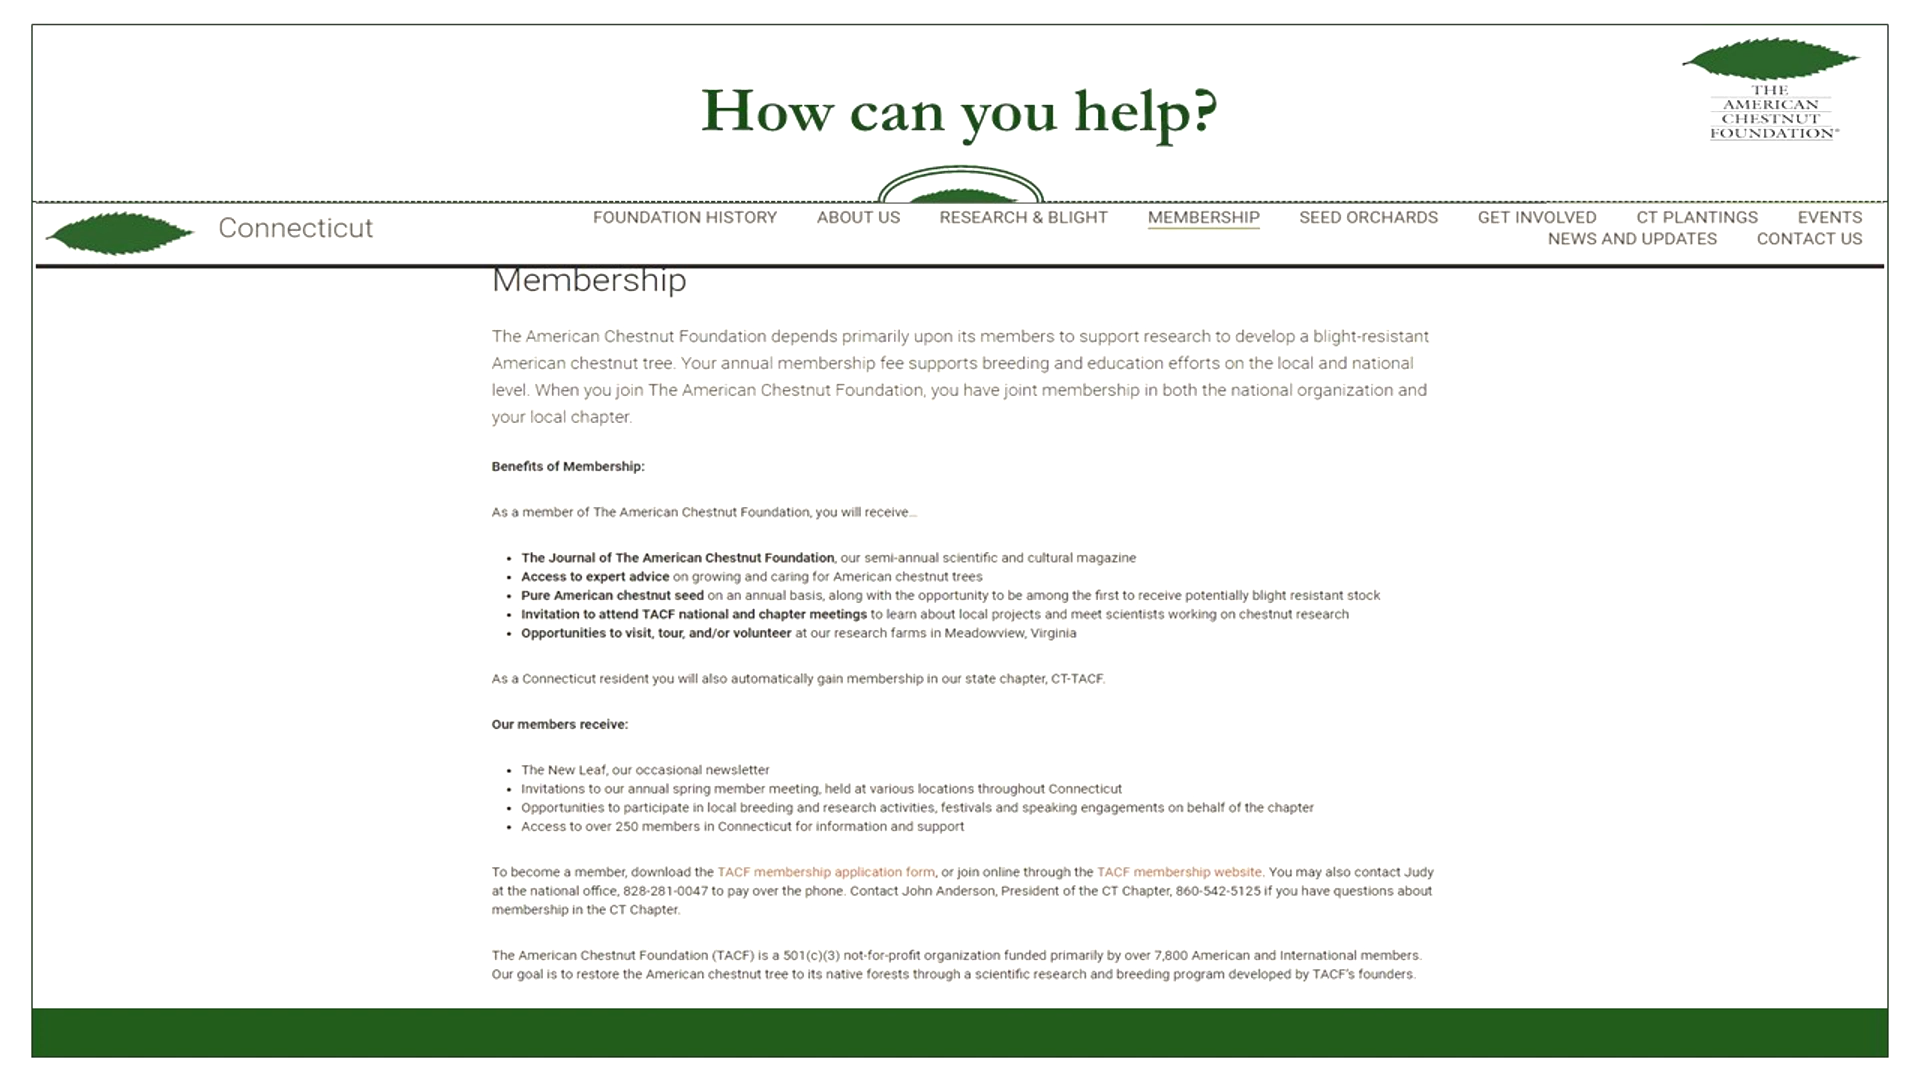 How can you help?
THE
AMERICAN
CHESTNUT
FOUNDATION®
Connecticut
FOUNDATION HISTORY ABOUT US RESEARCH & BLIGHT MEMBERSHIP SEED ORCHARDS GET INVOLVED CT PLANTINGS EVENTS
NEWS AND UPDATES CONTACT US
Membership
The American Chestnut Foundation depends primarily upon its members to support research to develop a blight-resistant
American chestnut tree. Your annual membership fee supports breeding and education efforts on the local and national
level. When you join The American Chestnut Foundation, you have joint membership in both the national organization and
your local chapter.
Benefits of Membership:
As a member of The American Chestnut Foundation, you will receive…
• The Journal of The American Chestnut Foundation, our semi-annual scientific and cultural magazine
• Access to expert advice on growing and caring for American chestnut trees
• Pure American chestnut seed on an annual basis, along with the opportunity to be among the first to receive potentially blight resistant stock
• Invitation to attend TACF national and chapter meetings to learn about local projects and meet scientists working on chestnut research
• Opportunities to visit, tour, and/or volunteer at our research farms in Meadowview, Virginia
As a Connecticut resident you will also automatically gain membership in our state chapter, CT-TACF.
Our members receive:
• The New Leaf, our occasional newsletter
• Invitations to our annual spring member meeting, held at various locations throughout Connecticut
• Opportunities to participate in local breeding and research activities, festivals and speaking engagements on behalf of the chapter
• Access to over 250 members in Connecticut for information and support
To become a member, download the TACF membership application form, or join online through the TACF membership website. You may also contact Judy
at the national office, 828-281-0047 to pay over the phone. Contact John Anderson, President of the CT Chapter, 860-542-5125 if you have questions about
membership in the CT Chapter.
The American Chestnut Foundation (TACF) is a 501(c)(3) not-for-profit organization funded primarily by over 7,800 American and International members.
Our goal is to restore the American chestnut tree to its native forests through a scientific research and breeding program developed by TACF's founders.